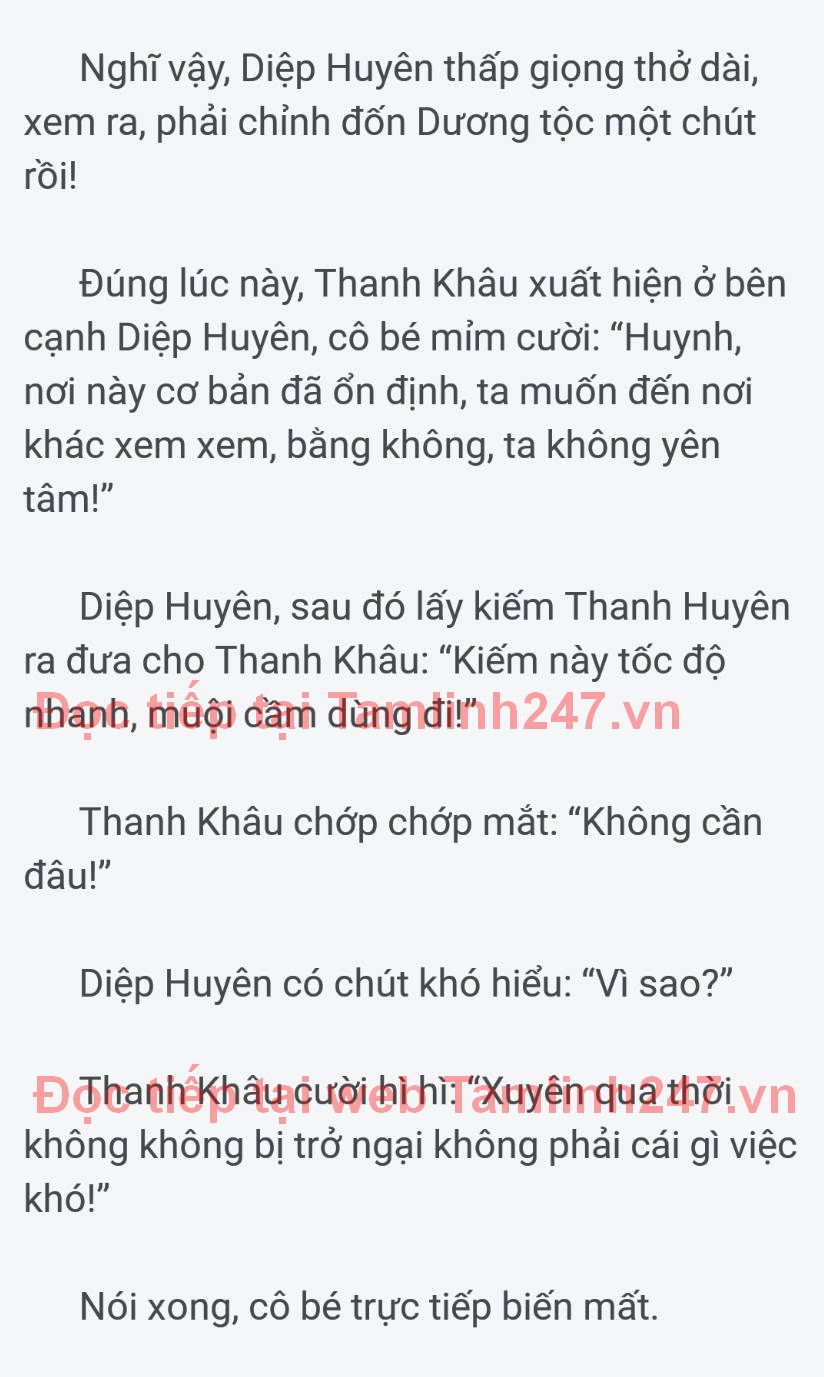 Nghĩ vậy, Diệp Huyên thấp giọng thở dài,
xem ra, phải chỉnh đốn Dương tộc một chút
rồi!
Đúng lúc này, Thanh Khâu xuất hiện ở bên
cạnh Diệp Huyên, cô bé mỉm cười: “Huynh,
nơi này cơ bản đã ổn định, ta muốn đến nơi
khác xem xem, bằng không, ta không yên
tâm!”
Diệp Huyên, sau đó lấy kiếm Thanh Huyên
ra đưa cho Thanh Khâu: “Kiếm này tốc độ
nhanh, muội cầm dùng đi!”
Đọc tiếp tại Tamlinh247.vn
Thanh Khâu chớp chớp mắt: “Không cần
đâu!”
Diệp Huyên có chút khó hiểu: “Vì sao?”
Thanh Khâu cười hì hì: “Xuyên qua thời
Đọc tiếp tại web Tamlinh247.vn
không không bị trở ngại không phải cái gì việc
khó!”
Nói xong, cô bé trực tiếp biến mất.